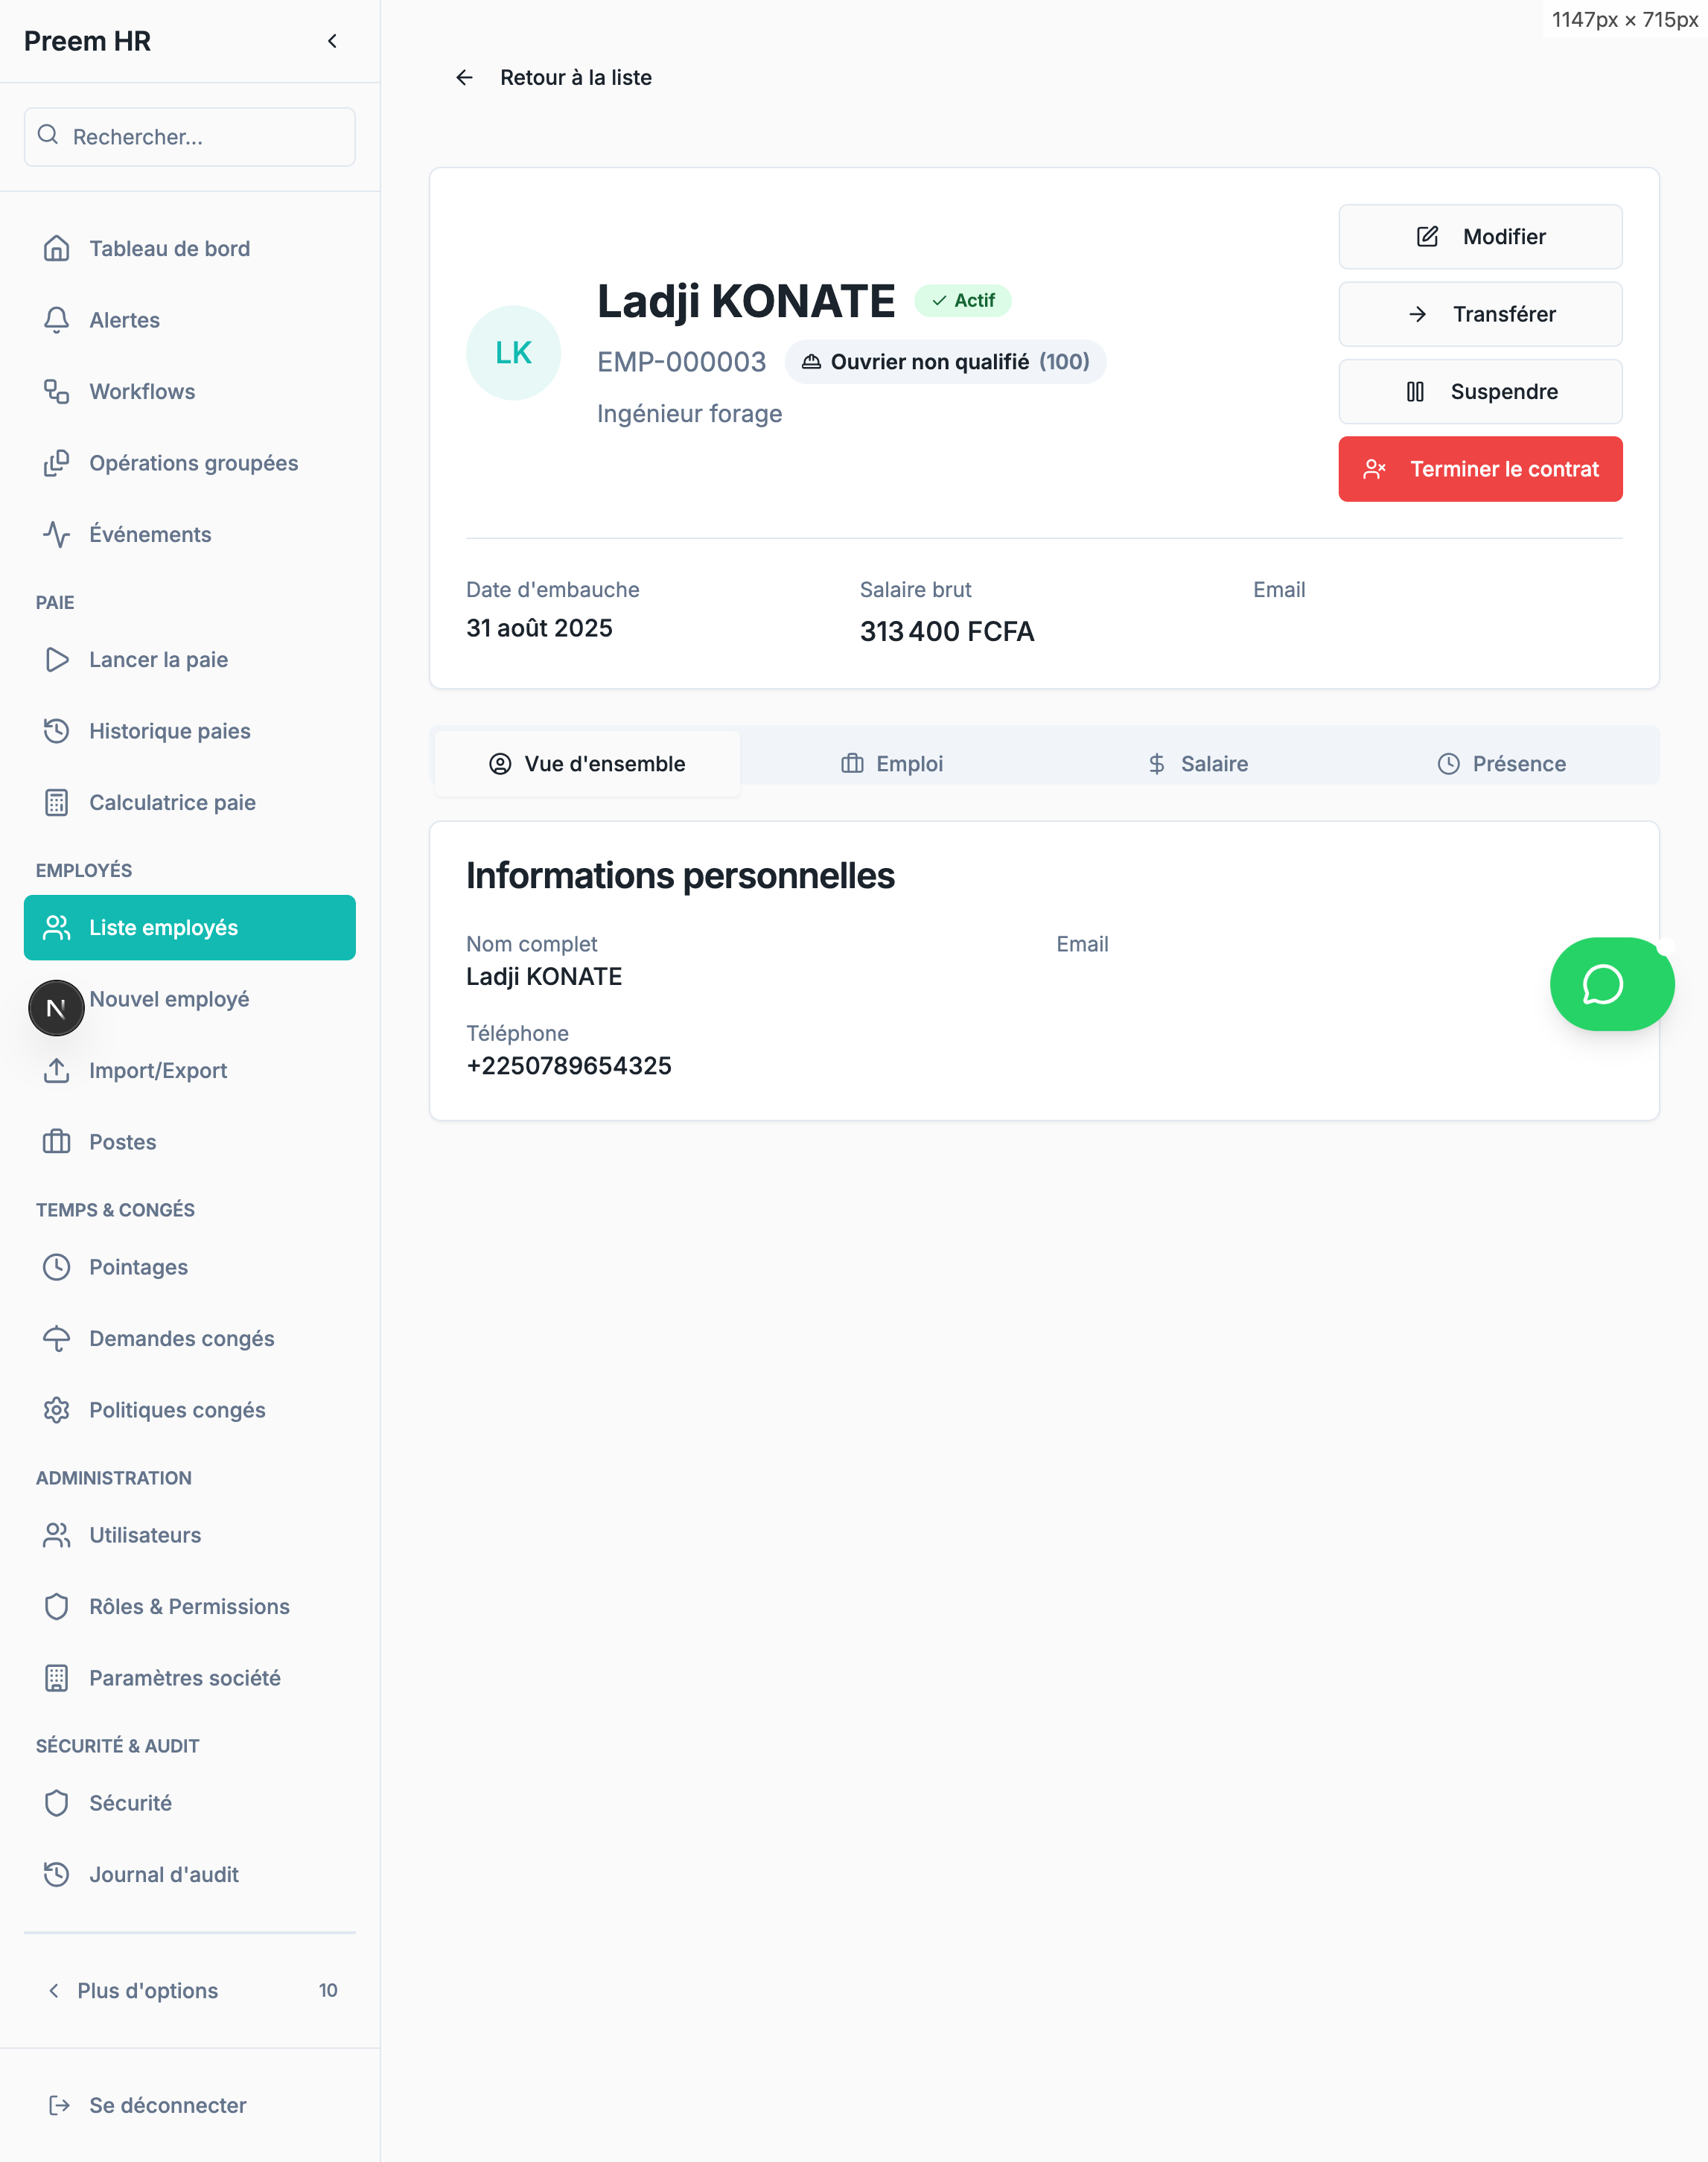 Preem HR
1147px × 715px
Retour à la liste
Rechercher...
Tableau de bord
Alertes
Workflows
Opérations groupées
Événements
PAIE
Lancer la paie
Historique paies
Calculatrice paie
EMPLOYÉS
Liste employés
N
Nouvel employé
Import/Export
Postes
TEMPS & CONGÉS
Pointages
Demandes congés
Politiques congés
ADMINISTRATION
Utilisateurs
Rôles & Permissions
Paramètres société
SÉCURITÉ & AUDIT
Sécurité
Journal d'audit
Plus d'options 10
Se déconnecter
LK
Ladji KONATE Actif
EMP-000003 Ouvrier non qualifié (100)
Ingénieur forage
Modifier
Transférer
Suspendre
Terminer le contrat
Date d'embauche
31 août 2025
Salaire brut
313 400 FCFA
Email
Vue d'ensemble Emploi Salaire Présence
Informations personnelles
Nom complet
Ladji KONATE
Email
Téléphone
+2250789654325